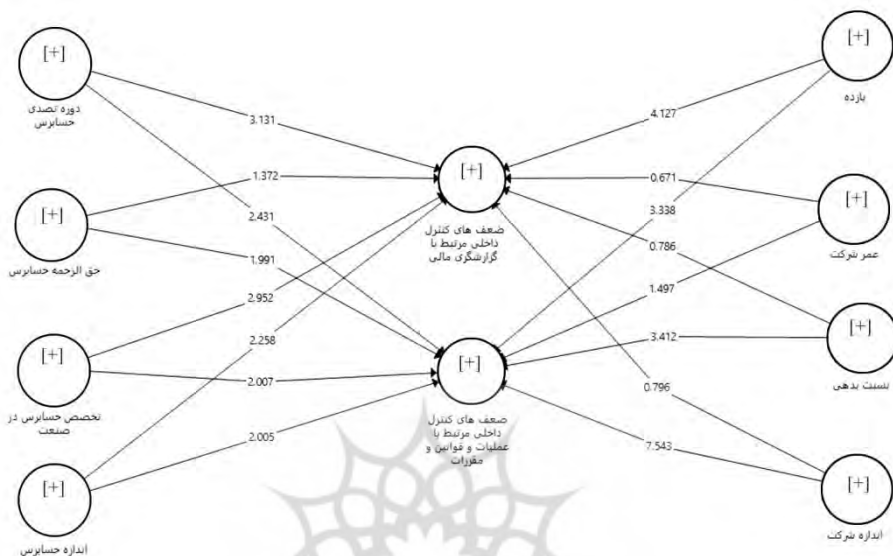 [+]
دوره تصدی
حسابرس
[+]
حق الزحمه حسابرس
[+]
تخصص حسابرس در
صنعت
[+]
اندازه حسابرس
3.131
1.372
2.431
1.991
2.952
2.258
2.007
2.005
[+]
ضعف های کنترل
داخلی مرتبط با
گزارشگری مالی
[+]
ضعف های کنترل
داخلی مرتبط با
عملیات و قوانین و
مقررات
4.127
0.671
3.338
0.786
1.497
3.412
0.796
7.543
[+]
بازده
[+]
عمر شرکت
[+]
نسبت بدهی
[+]
اندازه شرکت